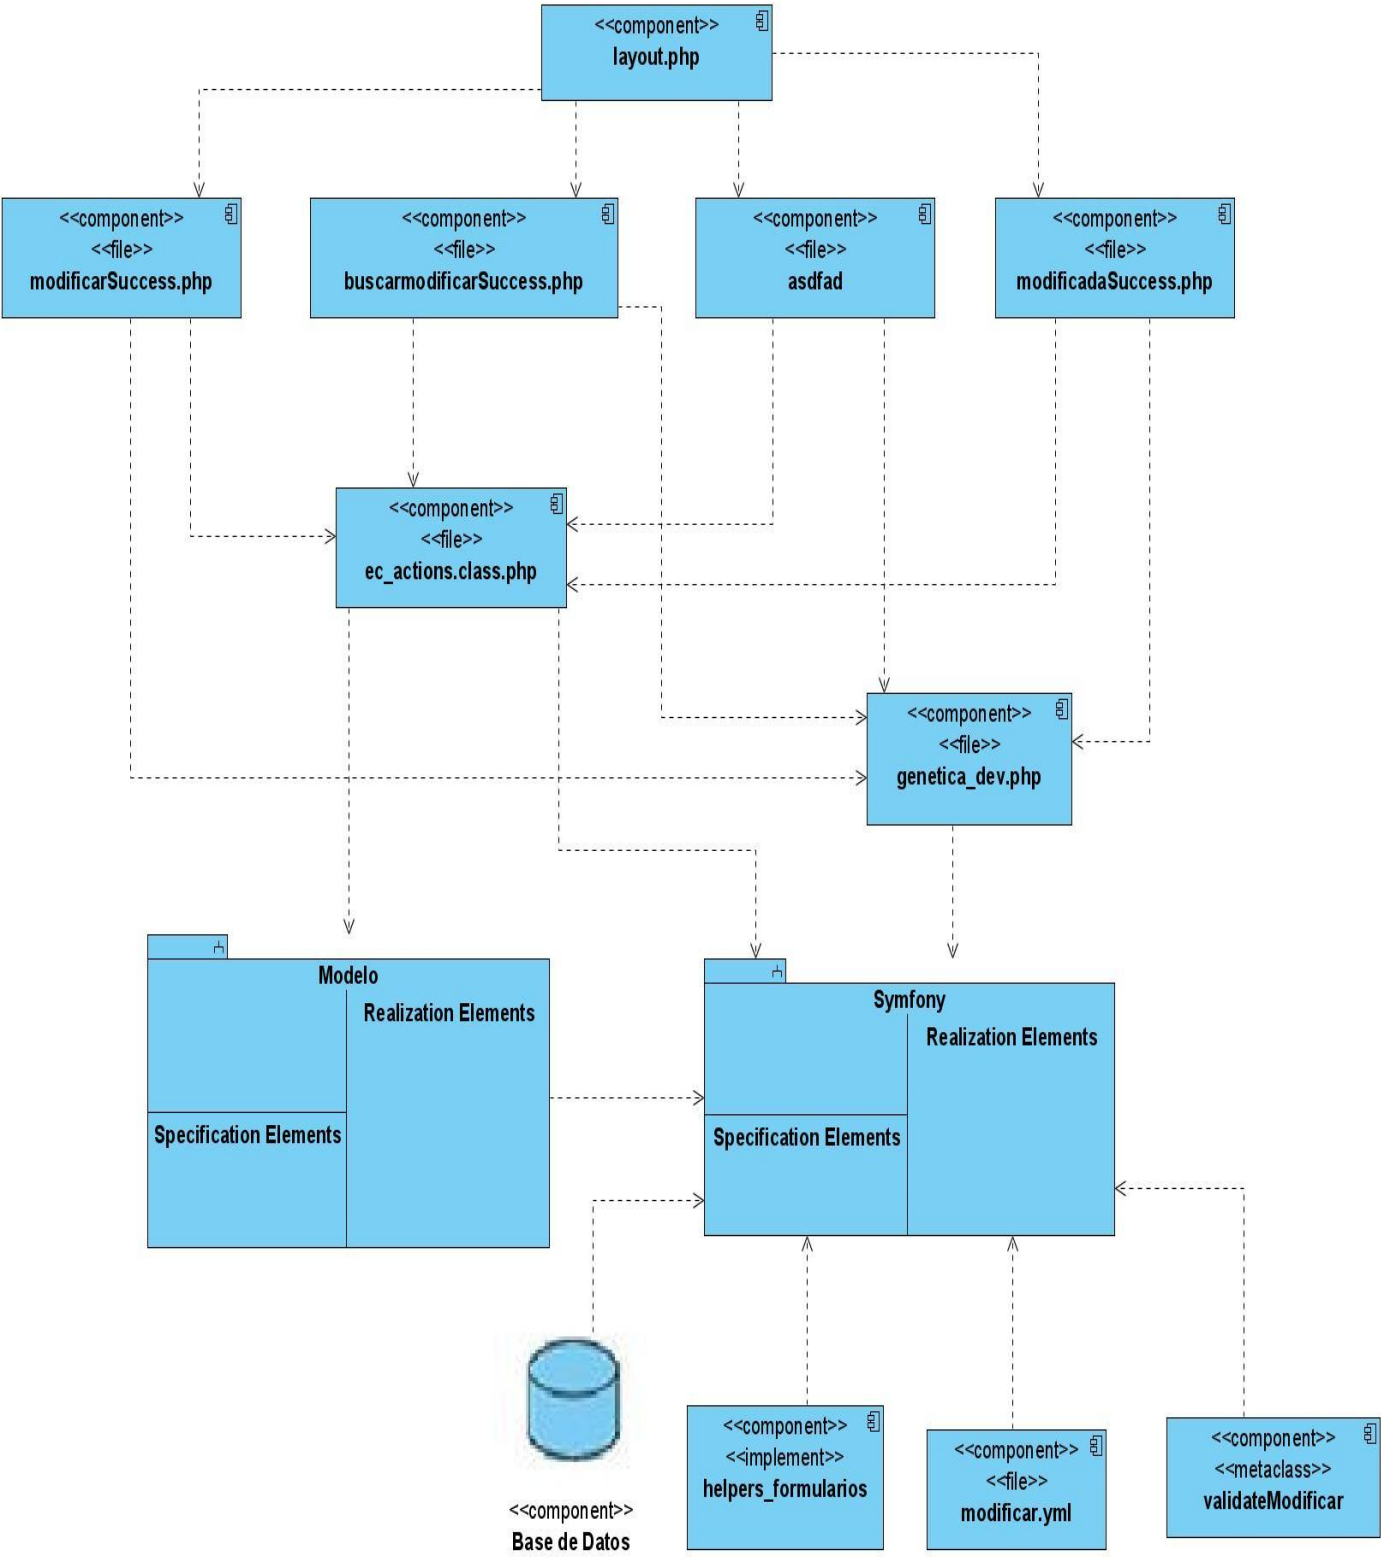 <<component>>
layout.php
<<component>>
<<file>>
modificarSuccess.php
<<component>>
<<file>>
buscarmodificarSuccess.php
<<component>>
<<file>>
asdfad
<<component>>
<<file>>
modificadaSuccess.php
<<component>>
<<file>>
ec_actions.class.php
<<component>>
<<file>>
genetica_dev.php
Modelo
Realization Elements
Specification Elements
Symfony
Realization Elements
Specification Elements
<<component>>
Base de Datos
<<component>>
<<implement>>
helpers_formularios
<<component>>
<<file>>
modificar.yml
<<component>>
<<metaclass>>
validateModificar